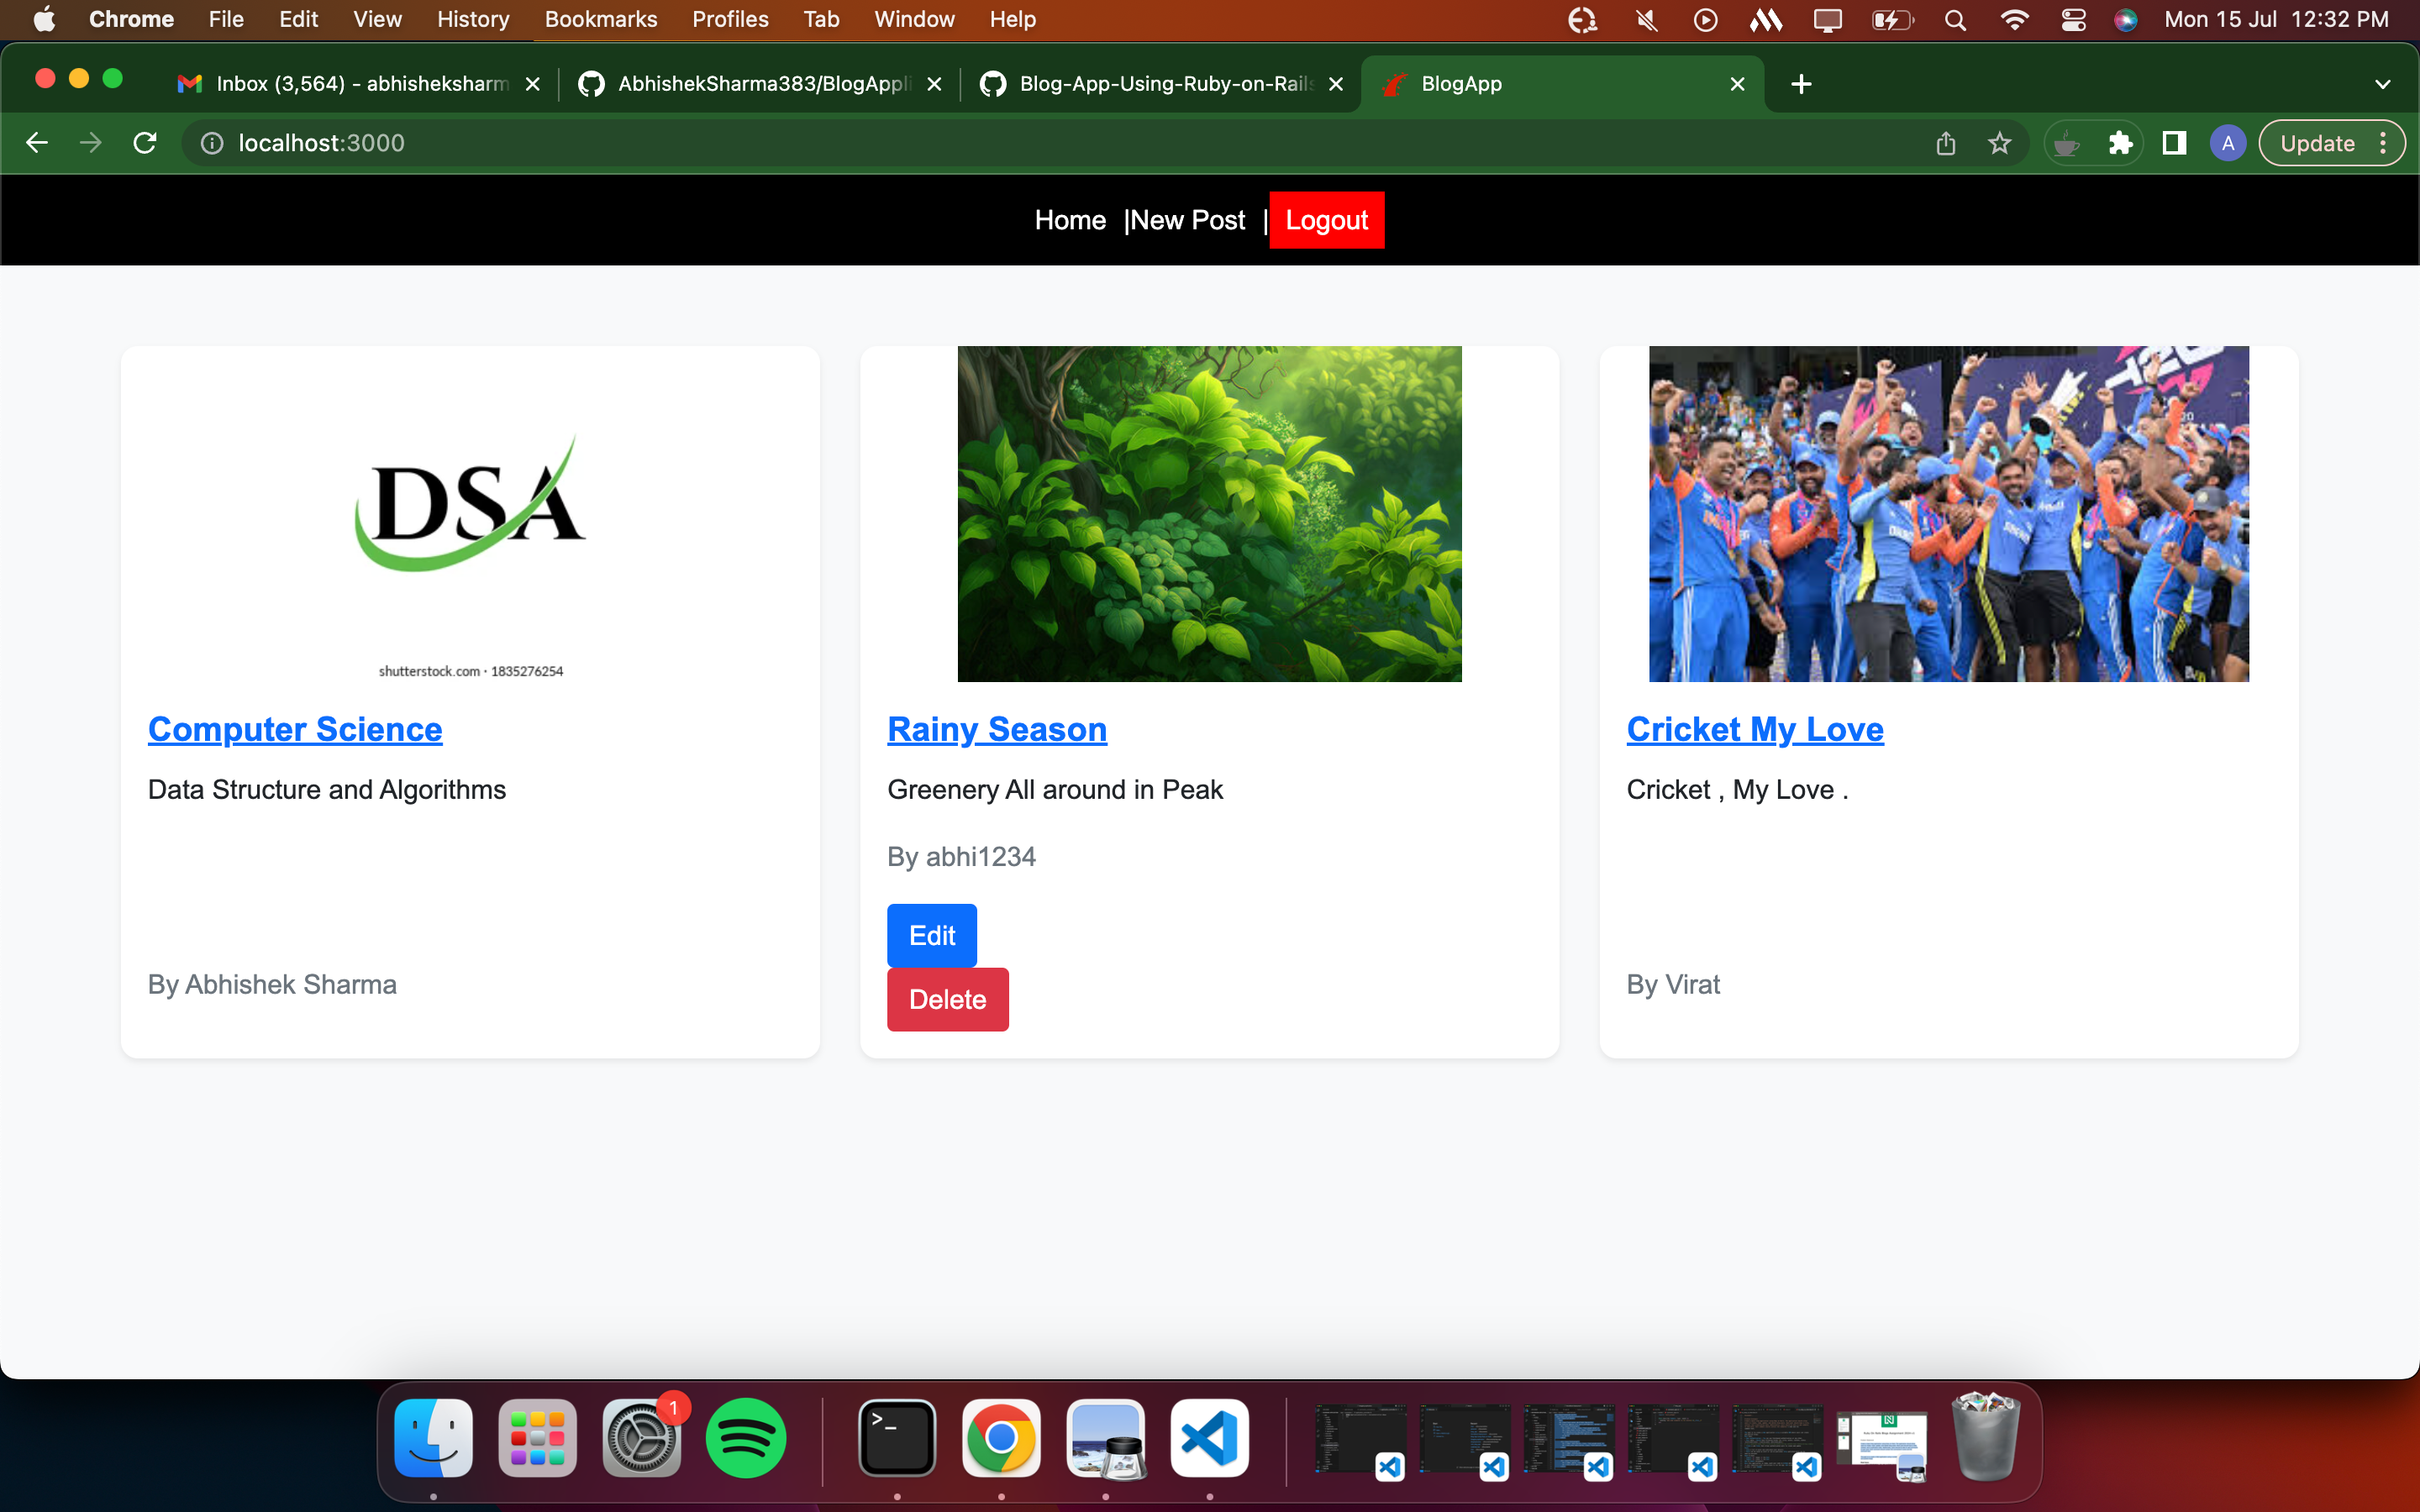 Chrome File Edit View History Bookmarks Profiles Tab Window Help Mon 15 Jul 12:32 PM
Inbox (3,564) - abhisheksharm AbhishekSharma383/BlogAppli Blog-App-Using-Ruby-on-Rails BlogApp
localhost:3000 A Update
Home |New Post | Logout
DSA
shutterstock.com · 1835276254
Computer Science
Data Structure and Algorithms
By Abhishek Sharma
Rainy Season
Greenery All around in Peak
By abhi1234
Edit
Delete
Cricket My Love
Cricket , My Love .
By Virat
1